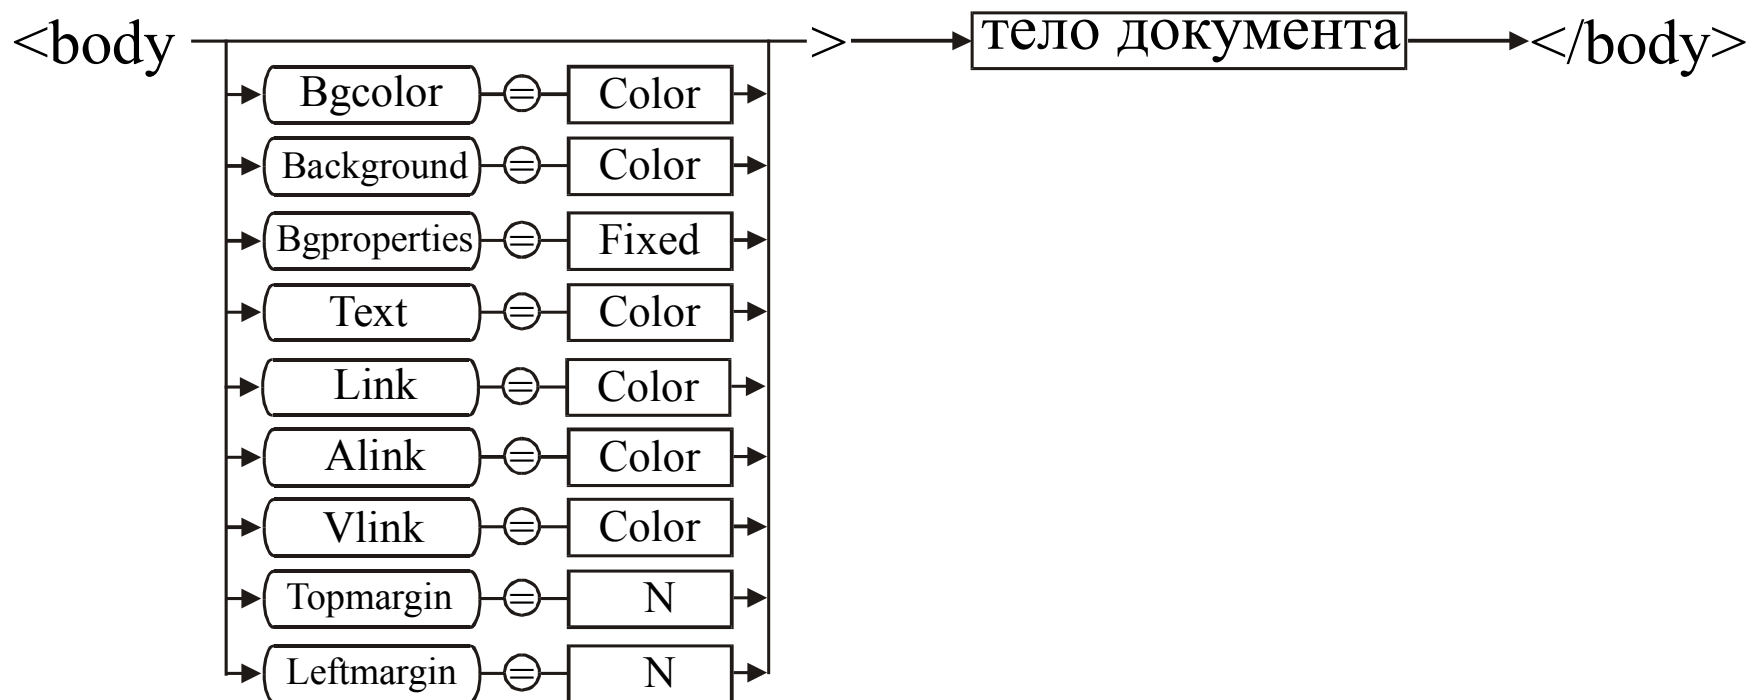 <body > тело документа </body>
Bgcolor = Color
Background = Color
Bgproperties = Fixed
Text = Color
Link = Color
Alink = Color
Vlink = Color
Topmargin = N
Leftmargin = N